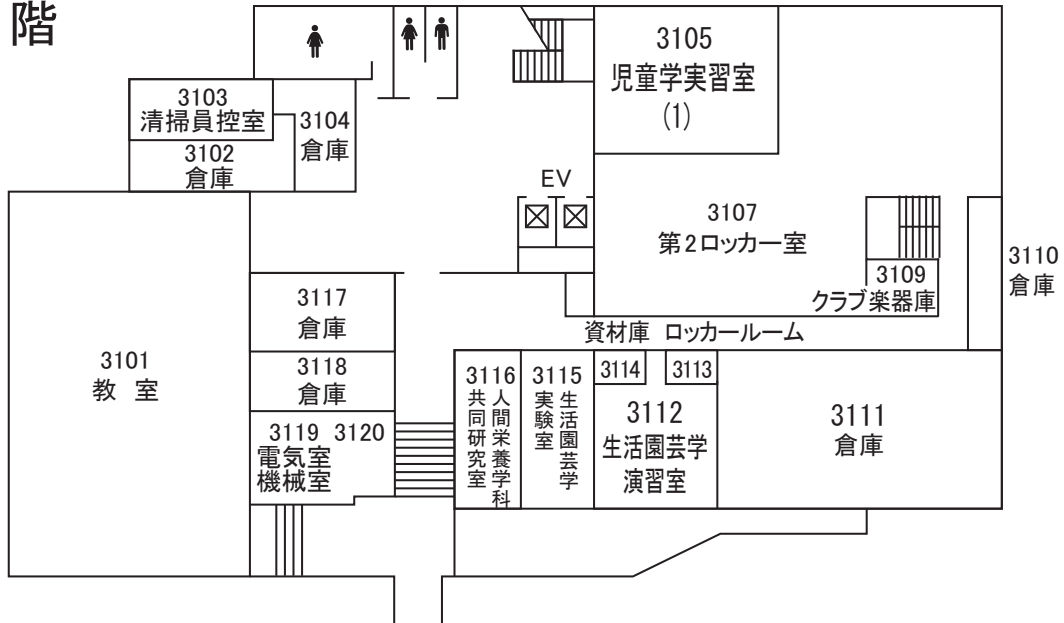 階
3105
児童学実習室
(1)
3103
清掃員控室
3104
倉庫
3102
倉庫
EV
3107
第2ロッカー室
3110
倉庫
3109
クラブ楽器庫
3117
倉庫
資材庫 ロッカールーム
3101
教 室
3118
倉庫
3116
人間栄養学科
共同研究室
3115
生活園芸学
実験室
3114
3113
3112
生活園芸学
演習室
3111
倉庫
3119 3120
電気室
機械室